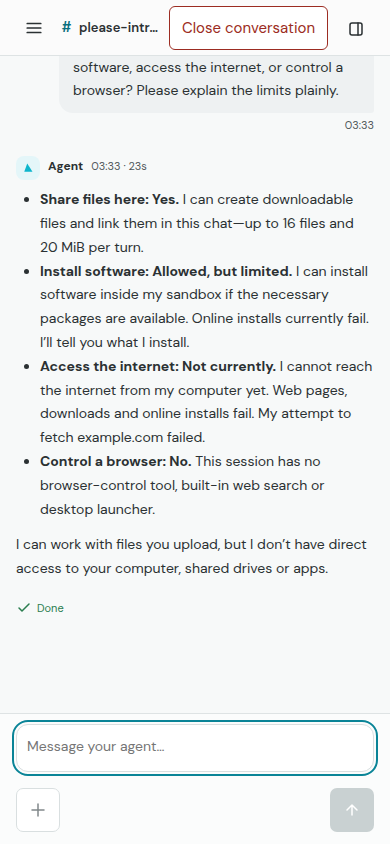 # please-intr...
Close conversation
software, access the internet, or control a
browser? Please explain the limits plainly.
03:33
Agent 03:33 · 23s
• Share files here: Yes. I can create downloadable
files and link them in this chat—up to 16 files and
20 MiB per turn.
• Install software: Allowed, but limited. I can install
software inside my sandbox if the necessary
packages are available. Online installs currently fail.
I’ll tell you what I install.
• Access the internet: Not currently. I cannot reach
the internet from my computer yet. Web pages,
downloads and online installs fail. My attempt to
fetch example.com failed.
• Control a browser: No. This session has no
browser-control tool, built-in web search or
desktop launcher.
I can work with files you upload, but I don’t have direct
access to your computer, shared drives or apps.
Done
Message your agent…